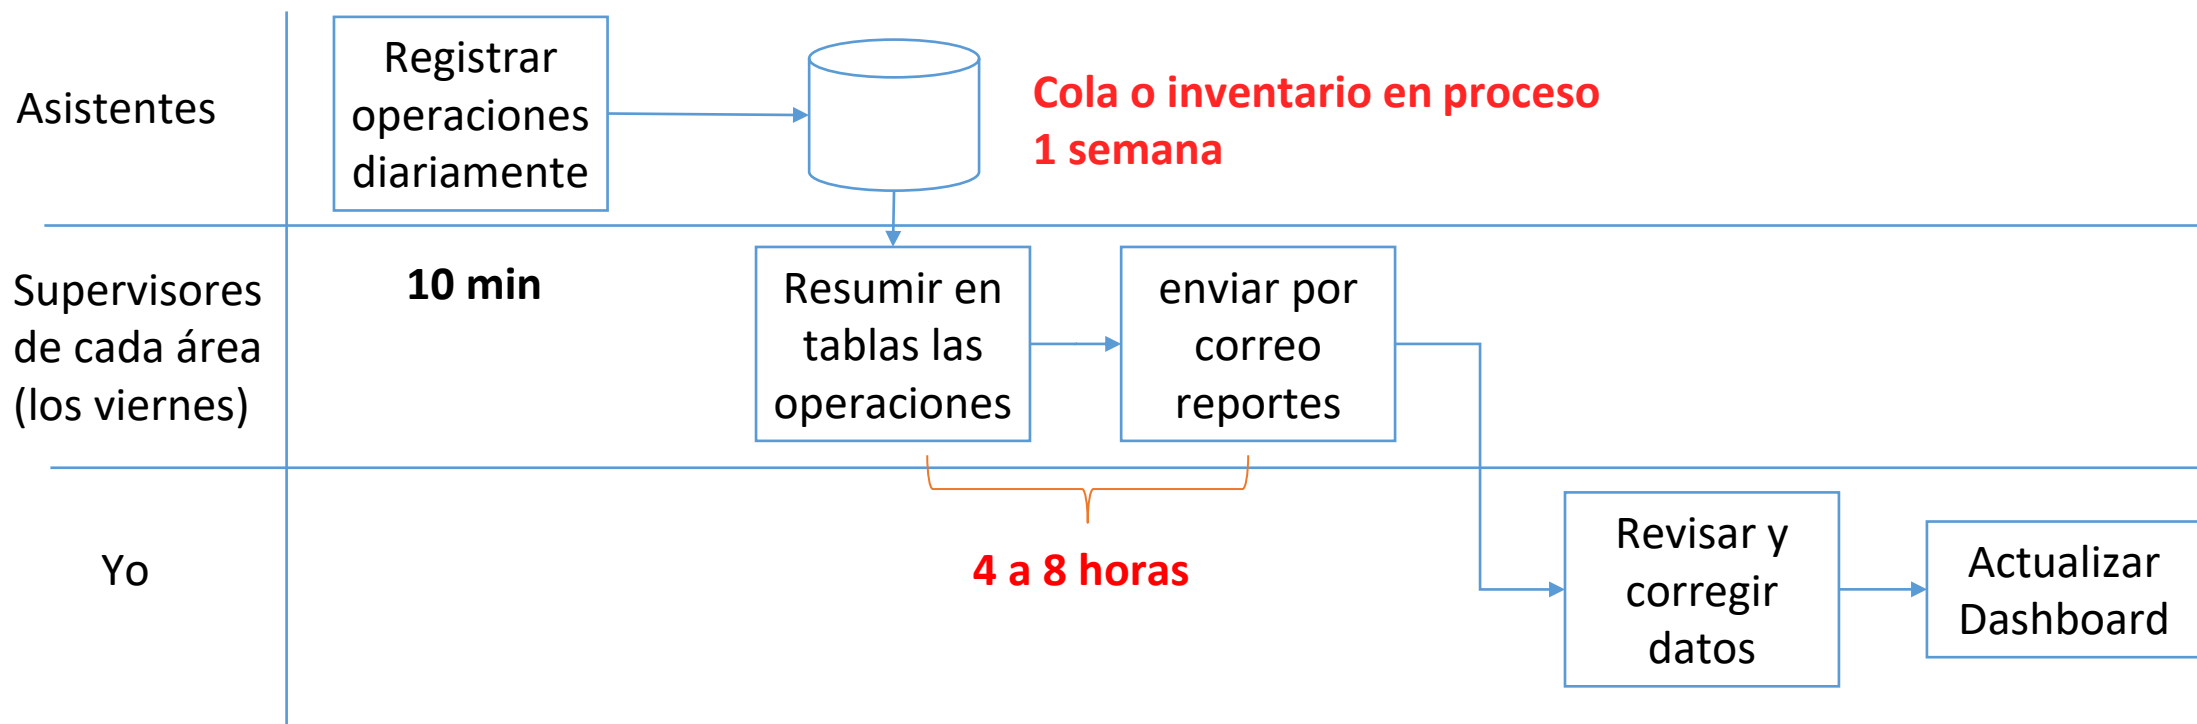 Asistentes
Registrar
operaciones
diariamente
Cola o inventario en proceso
1 semana
Supervisores
de cada área
(los viernes)
10 min
Resumir en
tablas las
operaciones
enviar por
correo
reportes
Yo
4 a 8 horas
Revisar y
corregir
datos
Actualizar
Dashboard